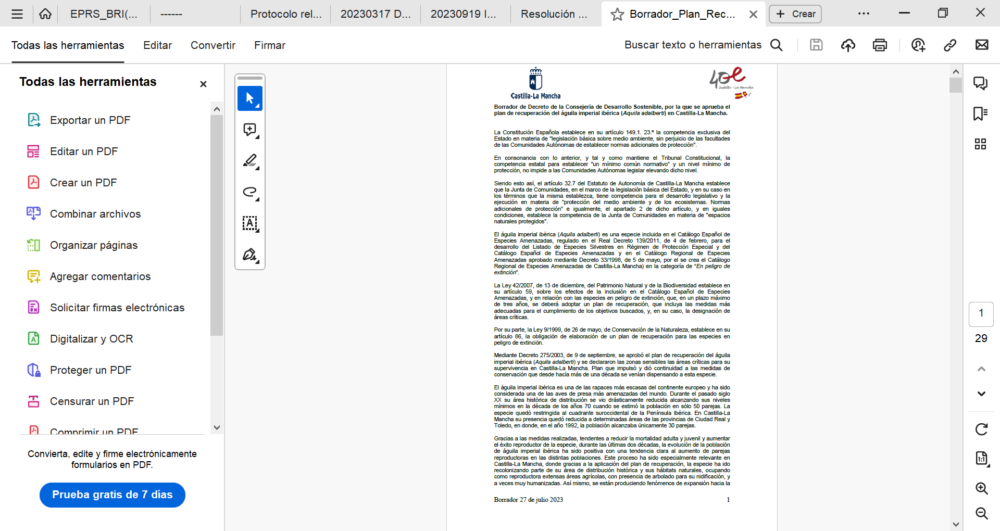 EPRS_BRI(...
------
Protocolo rel...
20230317 D...
20230919 I...
Resolución ...
Borrador_Plan_Rec...
Crear
Todas las herramientas
Editar
Convertir
Firmar
Buscar texto o herramientas
Todas las herramientas
Exportar un PDF
Editar un PDF
Crear un PDF
Combinar archivos
Organizar páginas
Agregar comentarios
Solicitar firmas electrónicas
Digitalizar y OCR
Proteger un PDF
Censurar un PDF
Comprimir un PDF
Convierta, edite y firme electrónicamente
formularios en PDF.
Prueba gratis de 7 días
Castilla-La Mancha
40
Castilla - La Mancha
Borrador de Decreto de la Consejería de Desarrollo Sostenible, por la que se aprueba el
plan de recuperación del águila imperial ibérica (Aquila adalberti) en Castilla-La Mancha.
La Constitución Española establece en su artículo 149.1. 23.ª la competencia exclusiva del
Estado en materia de "legislación básica sobre medio ambiente, sin perjuicio de las facultades
de las Comunidades Autónomas de establecer normas adicionales de protección".
En consonancia con lo anterior, y tal y como mantiene el Tribunal Constitucional, la
competencia estatal para establecer "un mínimo común normativo" y un nivel mínimo de
protección, no impide a las Comunidades Autónomas legislar elevando dicho nivel.
Siendo esto así, el artículo 32.7 del Estatuto de Autonomía de Castilla-La Mancha establece
que la Junta de Comunidades, en el marco de la legislación básica del Estado, y en su caso en
los términos que la misma establezca, tiene competencia para el desarrollo legislativo y la
ejecución en materia de "protección del medio ambiente y de los ecosistemas. Normas
adicionales de protección" e igualmente, el apartado 2 de dicho artículo, y en iguales
condiciones, establece la competencia de la Junta de Comunidades en materia de "espacios
naturales protegidos".
El águila imperial ibérica (Aquila adalberti) es una especie incluida en el Catálogo Español de
Especies Amenazadas, regulado en el Real Decreto 139/2011, de 4 de febrero, para el
desarrollo del Listado de Especies Silvestres en Régimen de Protección Especial y del
Catálogo Español de Especies Amenazadas y en el Catálogo Regional de Especies
Amenazadas aprobado mediante Decreto 33/1998, de 5 de mayo, por el se crea el Catálogo
Regional de Especies Amenazadas de Castilla-La Mancha) en la categoría de “En peligro de
extinción”.
La Ley 42/2007, de 13 de diciembre, del Patrimonio Natural y de la Biodiversidad establece en
su artículo 59, sobre los efectos de la inclusión en el Catálogo Español de Especies
Amenazadas, y en relación con las especies en peligro de extinción, que, en un plazo máximo
de tres años, se deberá adoptar un plan de recuperación, que incluya las medidas más
adecuadas para el cumplimiento de los objetivos buscados, y, en su caso, la designación de
áreas críticas.
Por su parte, la Ley 9/1999, de 26 de mayo, de Conservación de la Naturaleza, establece en su
artículo 86, la obligación de elaboración de un plan de recuperación para las especies en
peligro de extinción.
Mediante Decreto 275/2003, de 9 de septiembre, se aprobó el plan de recuperación del águila
imperial ibérica (Aquila adalberti) y se declararon las zonas sensibles las áreas críticas para su
supervivencia en Castilla-La Mancha. Plan que impulsó y dió continuidad a las medidas de
conservación que desde hacía más de una década se venían dispensando a esta especie.
El águila imperial ibérica es una de las rapaces más escasas del continente europeo y ha sido
considerada una de las aves de presa más amenazadas del mundo. Durante el pasado siglo
XX su área histórica de distribución se vio drásticamente reducida alcanzando sus niveles
mínimos en la década de los años 70 cuando se estimó la población en sólo 50 parejas. La
especie quedó restringida al cuadrante suroccidental de la Península Ibérica. En Castilla-La
Mancha su presencia quedó reducida a determinadas áreas de las provincias de Ciudad Real y
Toledo, en donde, en el año 1992, la población alcanzaba únicamente 30 parejas.
Gracias a las medidas realizadas, tendentes a reducir la mortalidad adulta y juvenil y aumentar
el éxito reproductor de la especie, durante las últimas dos décadas, la evolución de la población
de águila imperial ibérica ha sido positiva con una tendencia clara al aumento de parejas
reproductoras en las distintas poblaciones. Este proceso ha sido especialmente relevante en
Castilla-La Mancha, donde gracias a la aplicación del plan de recuperación, la especie ha ido
recolonizando parte de su área de distribución histórica y sus hábitats naturales, ocupando
como reproductora extensas áreas agrícolas, con presencia de arbolado para su nidificación, y
a veces muy humanizadas. Así mismo, se están produciendo fenómenos de expansión hacia la
Borrador 27 de julio 2023
1
1
29